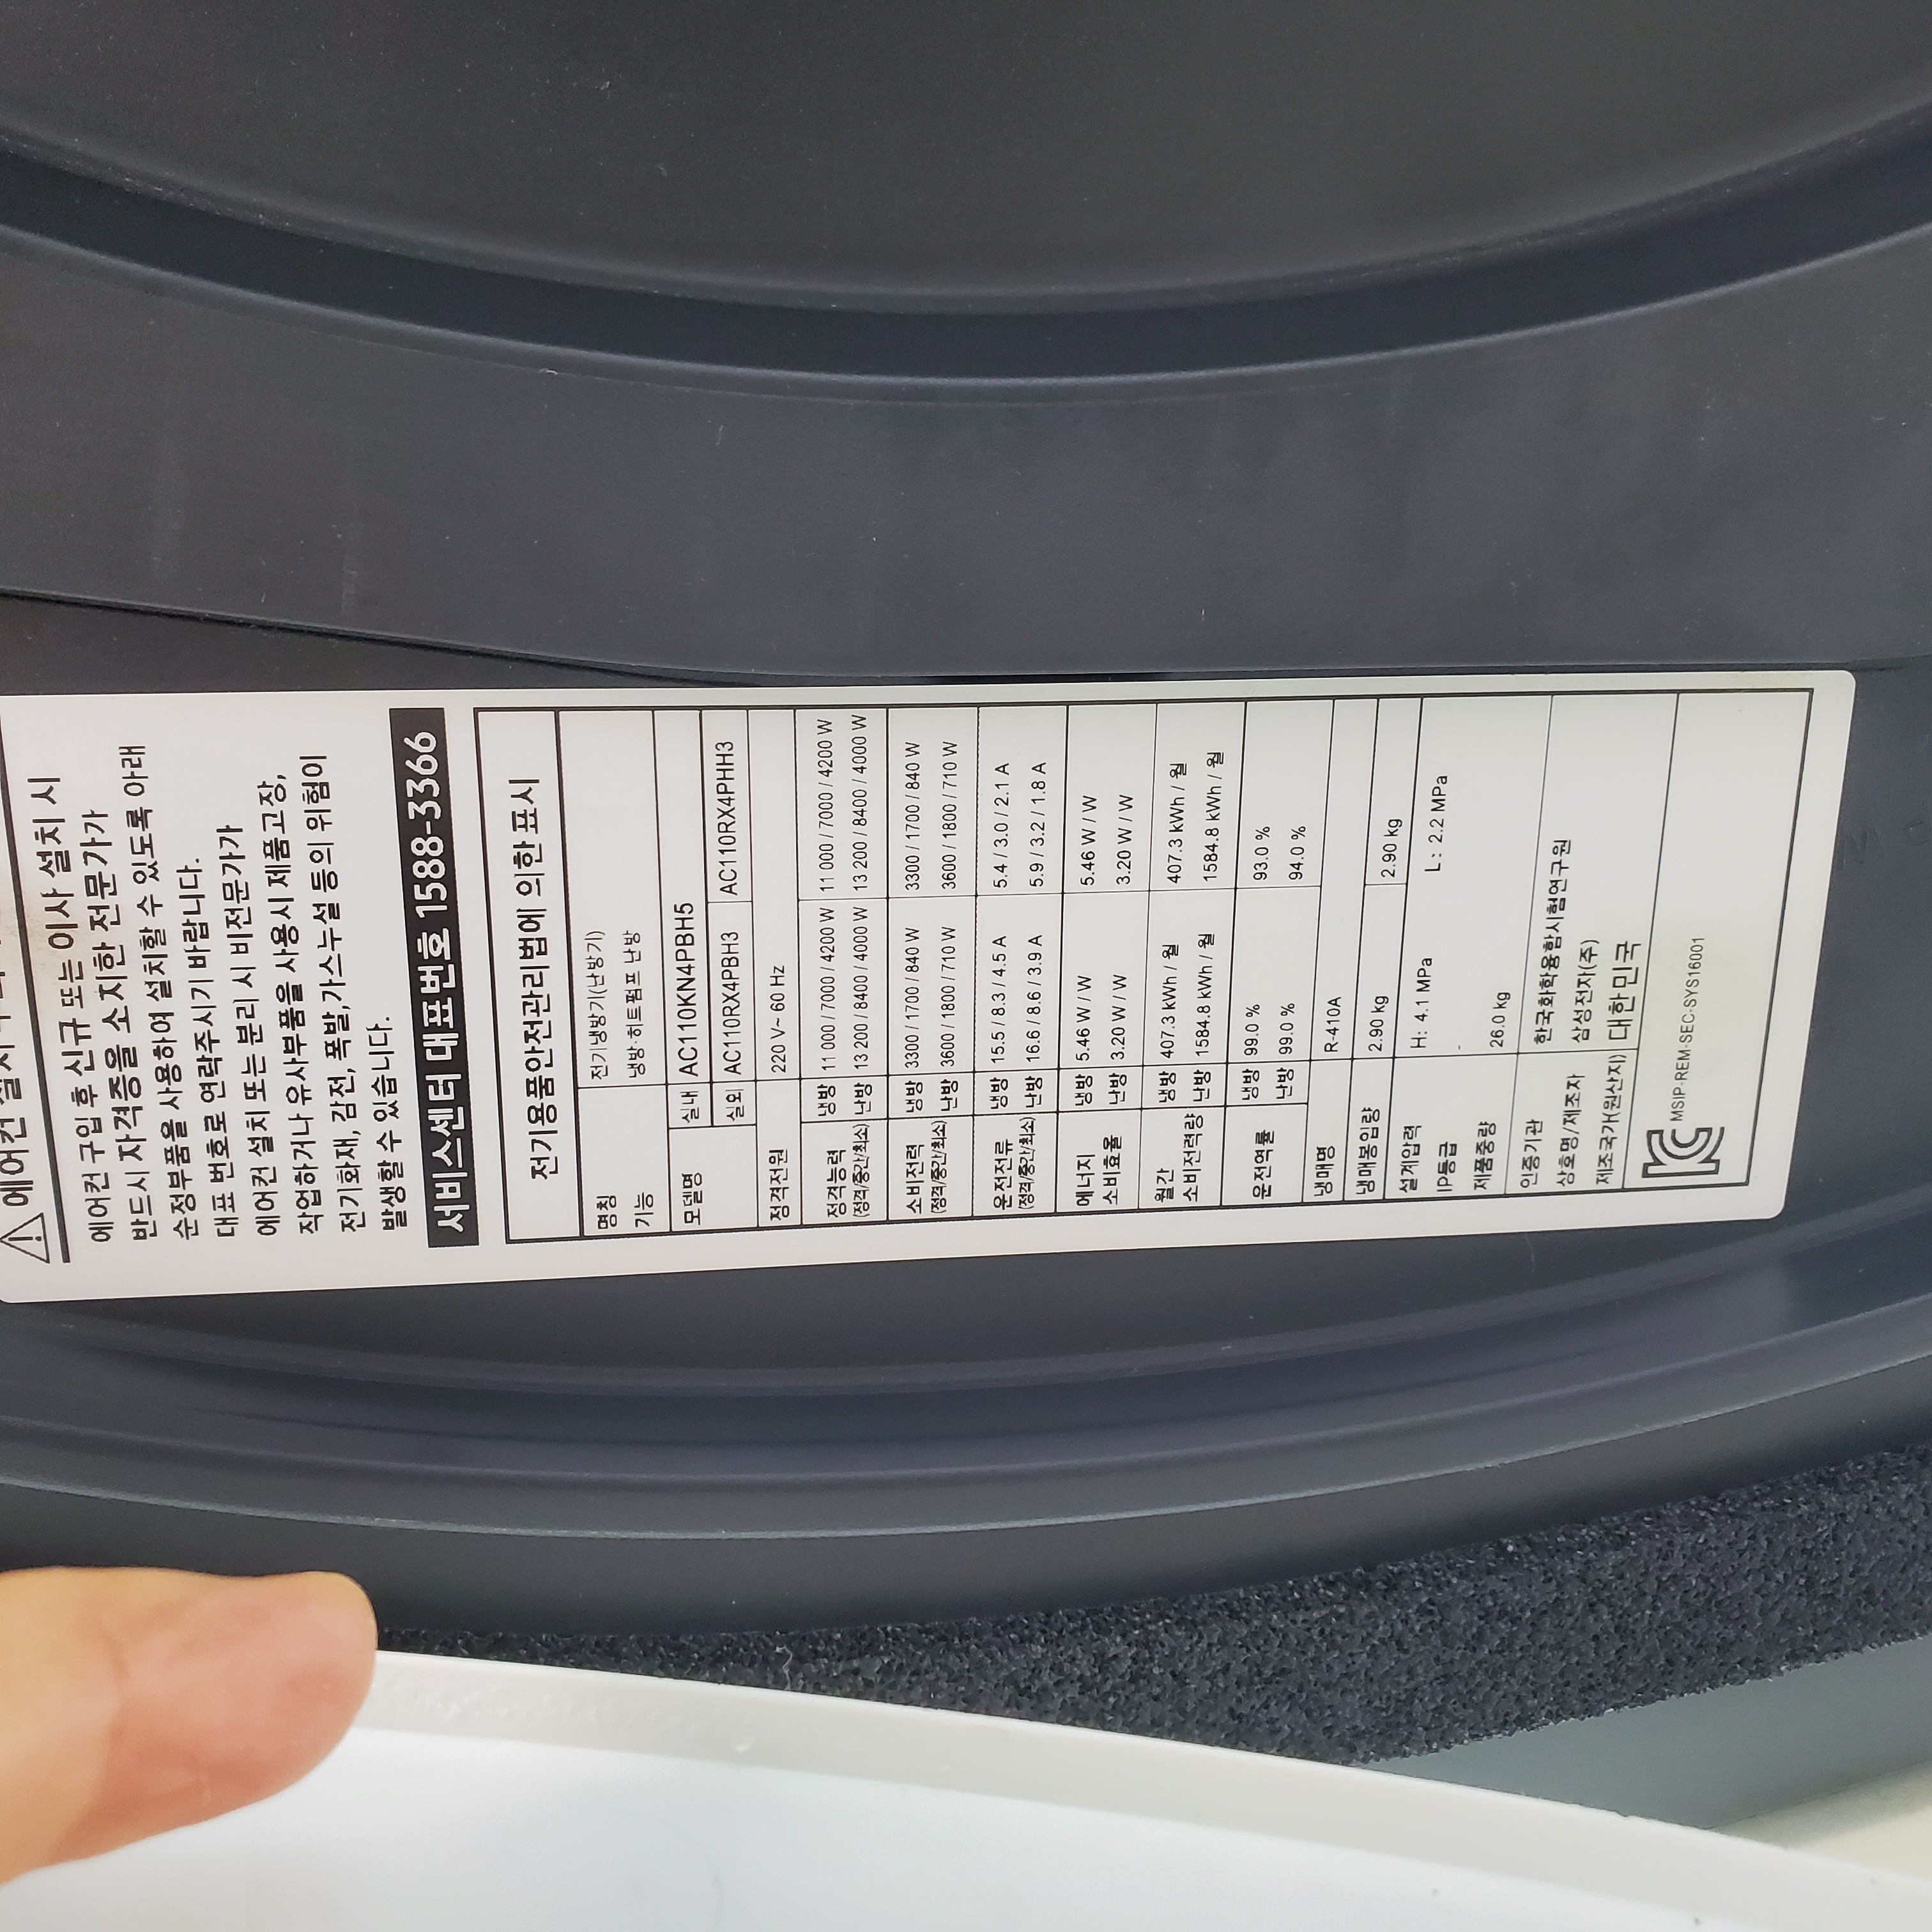 에어컨 구입 후 신규 또는 이사 설치 시
반드시 자격증을 소지한 전문가가
순정부품을 사용하여 설치할 수 있도록 아래
대표 번호로 연락주시기 바랍니다.
에어컨 설치 또는 분리 시 비전문가가
작업하거나 유사부품을 사용시 제품고장,
전기화재, 감전, 폭발, 가스누설 등의 위험이
발생할 수 있습니다.
서비스센터 대표번호 1588-3366
전기용품안전관리법에 의한 표시
명칭 전기냉방기(난방기)
기능 냉방·히트펌프 난방
모델명 실내 AC110KN4PBH5
실외 AC110RX4PBH3 AC110RX4PHH3
정격전원 220 V~ 60 Hz
정격능력 (정격/중간/최소) 냉방 11 000 / 7000 / 4200 W 11 000 / 7000 / 4200 W
난방 13 200 / 8400 / 4000 W 13 200 / 8400 / 4000 W
소비전력 (정격/중간/최소) 냉방 3300 / 1700 / 840 W 3300 / 1700 / 840 W
난방 3600 / 1800 / 710 W 3600 / 1800 / 710 W
운전전류 (정격/중간/최소) 냉방 15.5 / 8.3 / 4.5 A 5.4 / 3.0 / 2.1 A
난방 16.6 / 8.6 / 3.9 A 5.9 / 3.2 / 1.8 A
에너지 소비효율 냉방 5.46 W / W 5.46 W / W
난방 3.20 W / W 3.20 W / W
월간 소비전력량 냉방 407.3 kWh / 월 407.3 kWh / 월
난방 1584.8 kWh / 월 1584.8 kWh / 월
운전역률 냉방 99.0 % 93.0 %
난방 99.0 % 94.0 %
냉매명 R-410A
냉매봉입량 2.90 kg 2.90 kg
설계압력 H: 4.1 MPa L: 2.2 MPa
IP등급 -
제품중량 26.0 kg
인증기관 한국화학융합시험연구원
상호명/제조자 삼성전자(주)
제조국가(원산지) 대한민국
MSIP-REM-SEC-SYS16001